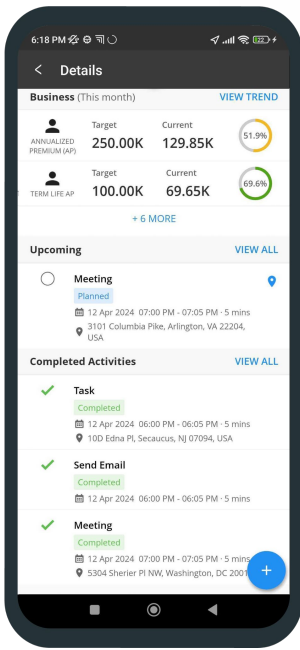 6:18 PM
Details
Business (This month) VIEW TREND
Target Current
250.00K 129.85K 51.9%
ANNUALIZED
PREMIUM (AP)
Target Current
100.00K 69.65K 69.6%
TERM LIFE AP
+ 6 MORE
Upcoming VIEW ALL
Meeting
Planned
12 Apr 2024 07:00 PM - 07:05 PM · 5 mins
3101 Columbia Pike, Arlington, VA 22204,
USA
Completed Activities VIEW ALL
Task
Completed
12 Apr 2024 06:00 PM - 06:05 PM · 5 mins
10D Edna Pl, Secaucus, NJ 07094, USA
Send Email
Completed
12 Apr 2024 06:00 PM - 06:05 PM · 5 mins
Meeting
Completed
12 Apr 2024 07:00 PM - 07:05 PM · 5 mins
5304 Sherier Pl NW, Washington, DC